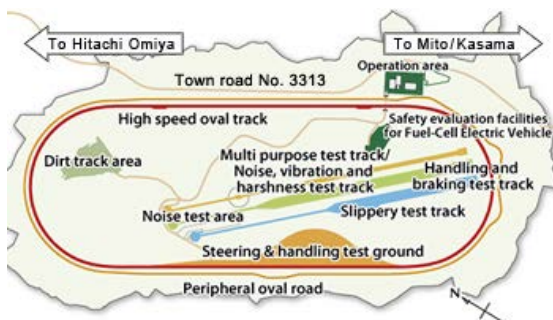 To Hitachi Omiya
To Mito/Kasama
Operation area
Town road No. 3313
High speed oval track
Safety evaluation facilities
for Fuel-Cell Electric Vehicle
Dirt track area
Multi purpose test track/
Noise, vibration and
harshness test track
Handling and
braking test track
Noise test area
Slippery test track
Steering & handling test ground
Peripheral oval road
N